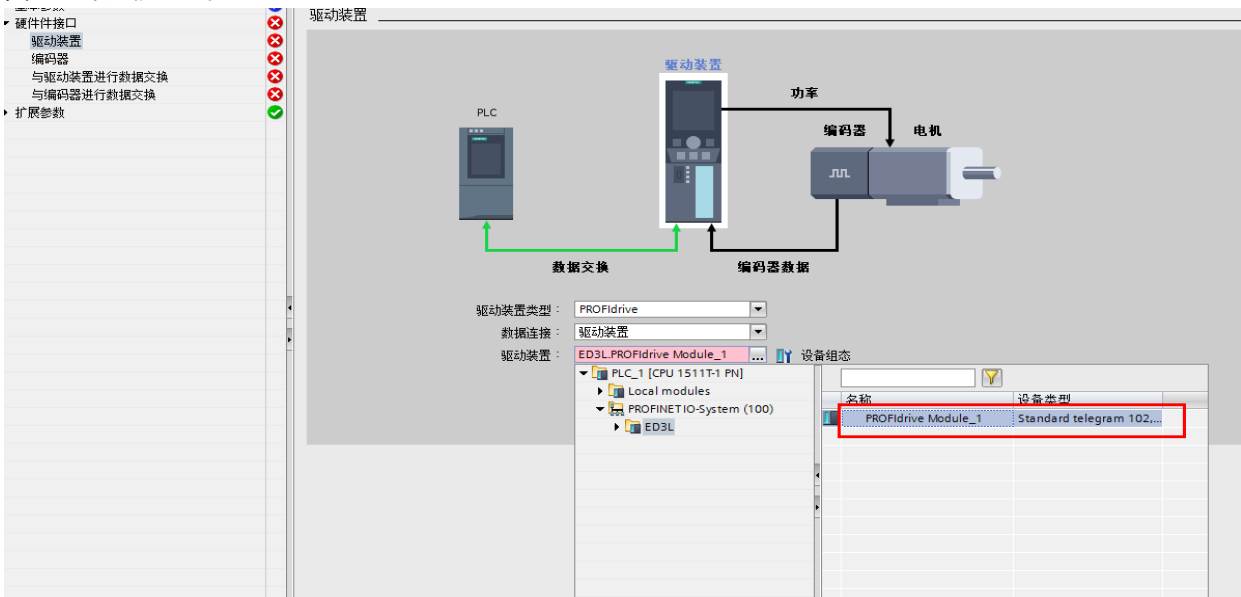 驱动装置
硬件件接口
驱动装置
编码器
与驱动装置进行数据交换
与编码器进行数据交换
扩展参数
驱动装置
功率
PLC
编码器
电机
数据交换
编码器数据
驱动装置类型：
PROFIdrive
数据连接：
驱动装置
驱动装置：
ED3L.PROFIdrive Module_1
...
设备组态
PLC_1 [CPU 1511T-1 PN]
Local modules
PROFINET IO-System (100)
ED3L
名称
设备类型
PROFIdrive Module_1
Standard telegram 102,...